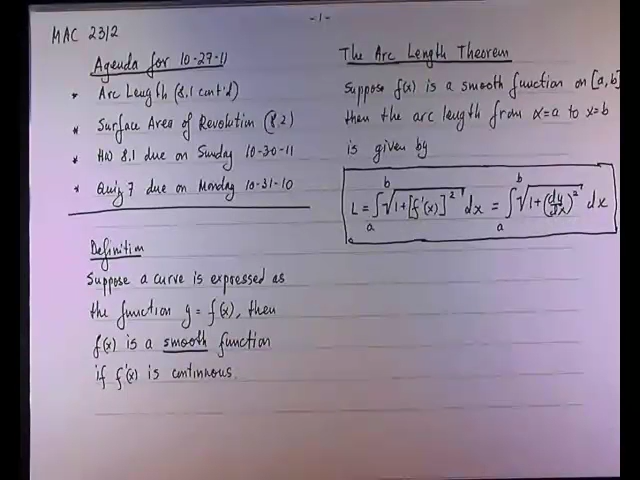 -1-
MAC 2312
Agenda for 10-27-11
* Arc Length (8.1 cont'd)
* Surface Area of Revolution (8.2)
* HW 8.1 due on Sunday 10-30-11
* Quiz 7 due on Monday 10-31-10
Definition
Suppose a curve is expressed as
the function y = f(x), then
f(x) is a smooth function
if f'(x) is continuous.
The Arc Length Theorem
Suppose f(x) is a smooth function on [a,b]
then the arc length from x=a to x=b
is given by
L = ∫_a^b √(1+[f'(x)]²) dx = ∫_a^b √(1+(dy/dx)²) dx